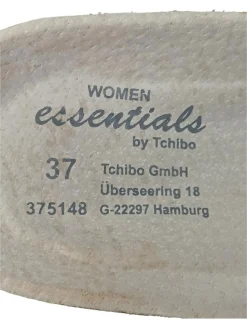 WOMEN
essentials
by Tchibo
37 Tchibo GmbH
Überseering 18
375148 G-22297 Hamburg